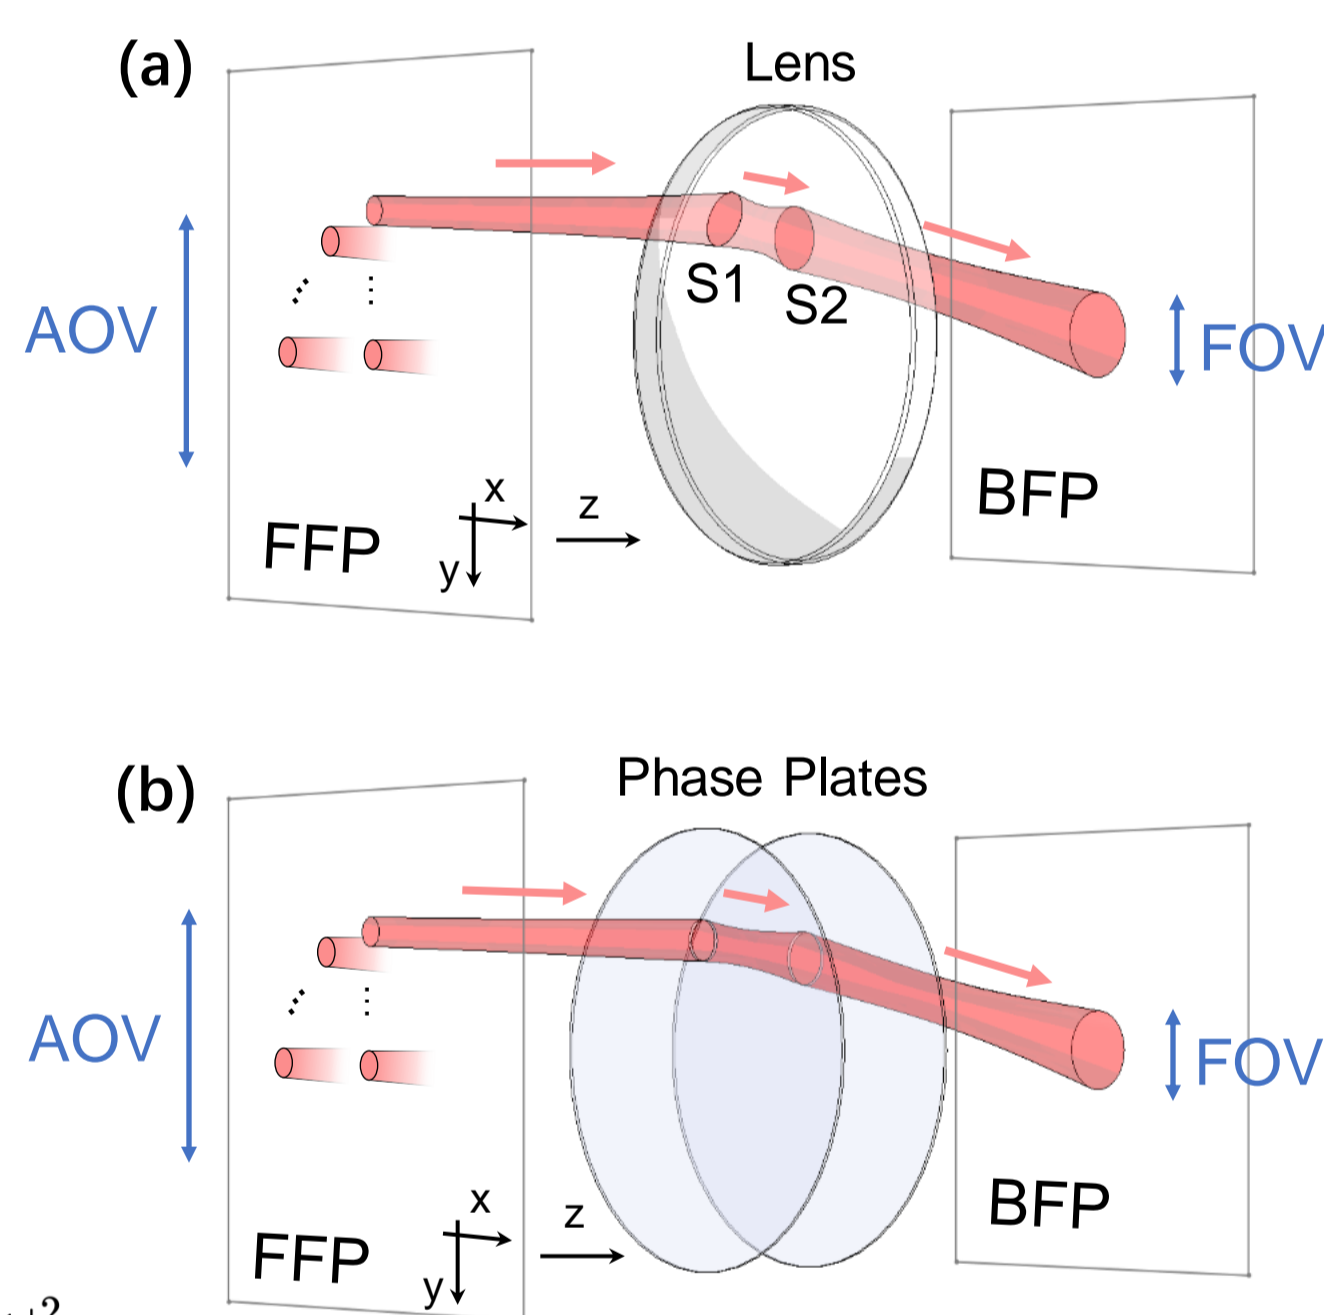 (a)
Lens
S1
S2
AOV
FOV
x
z
y
FFP
BFP
(b)
Phase Plates
AOV
FOV
x
z
y
FFP
BFP